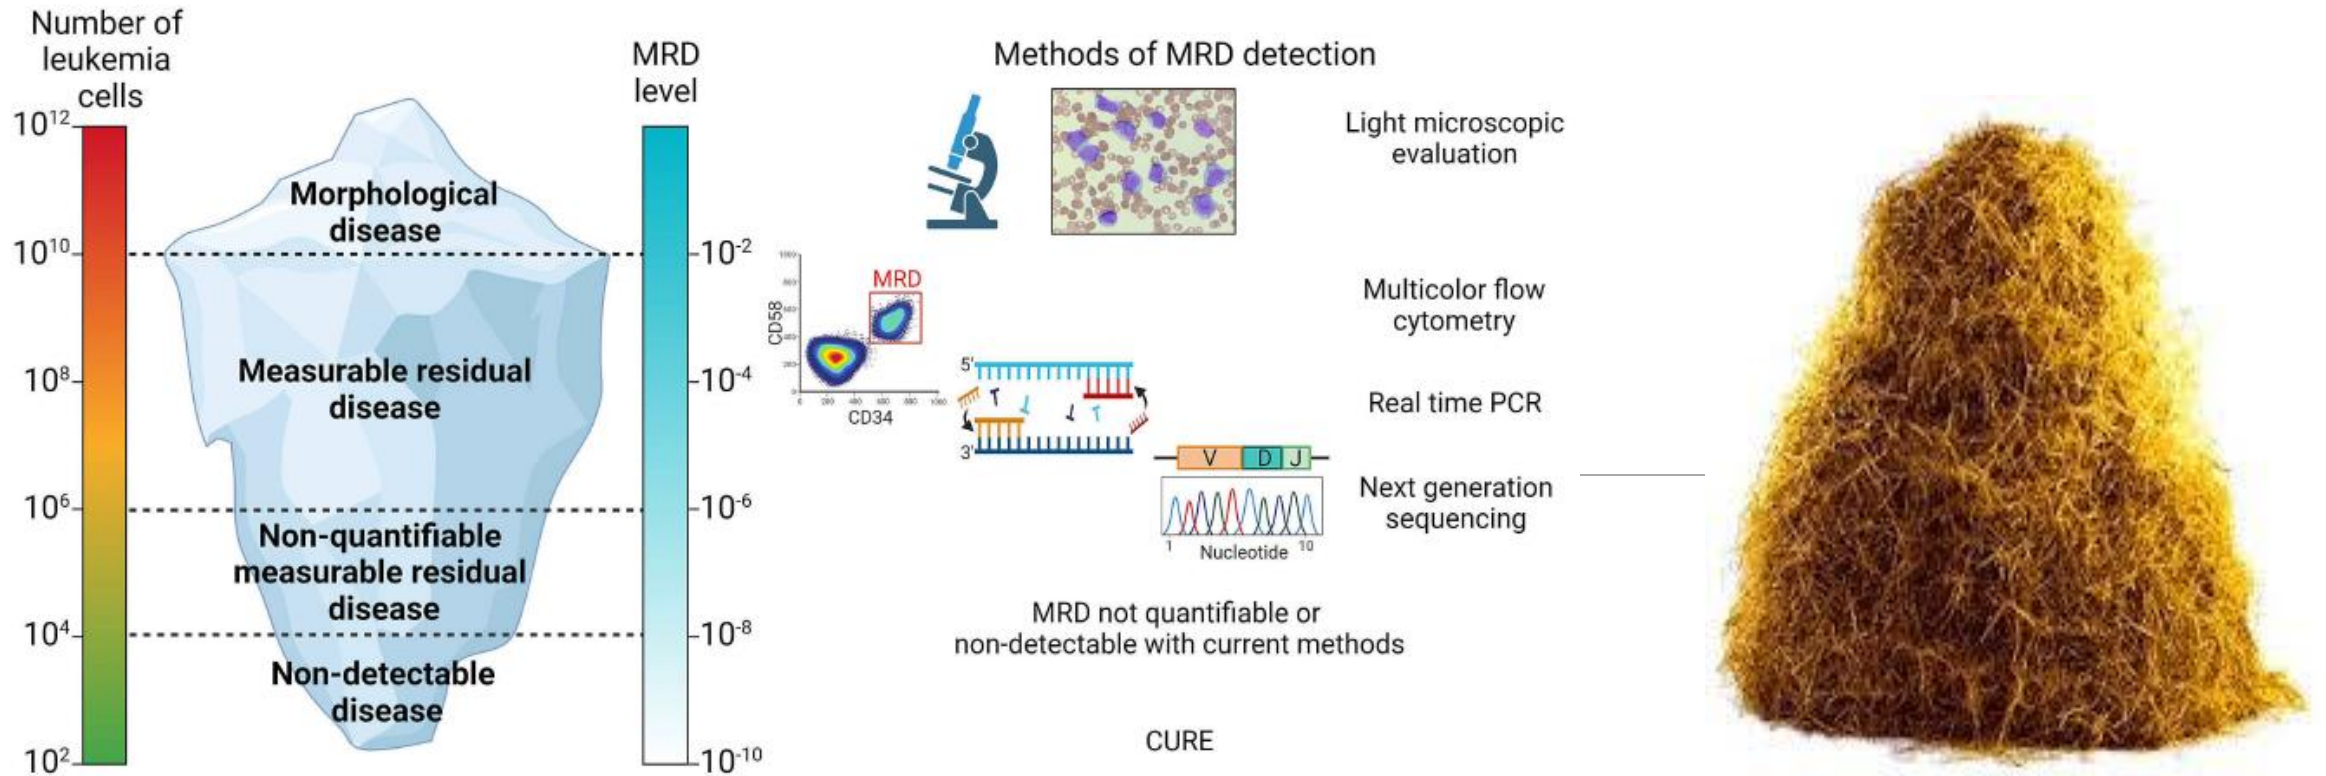 Number of
leukemia
cells
10¹²
10¹⁰
10⁸
10⁶
10⁴
10²
Morphological
disease
Measurable residual
disease
Non-quantifiable
measurable residual
disease
Non-detectable
disease
MRD
level
10⁻²
10⁻⁴
10⁻⁶
10⁻⁸
10⁻¹⁰
Methods of MRD detection
Light microscopic
evaluation
MRD
CD58
CD34
Multicolor flow
cytometry
5'
3'
Real time PCR
V D J
1 Nucleotide 10
Next generation
sequencing
MRD not quantifiable or
non-detectable with current methods
CURE